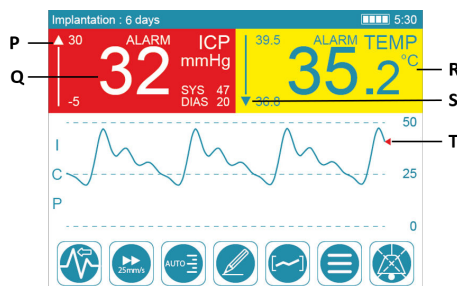 Implantation : 6 days 5:30
P 30 ALARM ICP 39.5 ALARM TEMP
Q 32 mmHg 35.2 °C R
SYS 47
-5 DIAS 20 36.0 S
50
I T
C 25
P
0
25mm/s AUTO